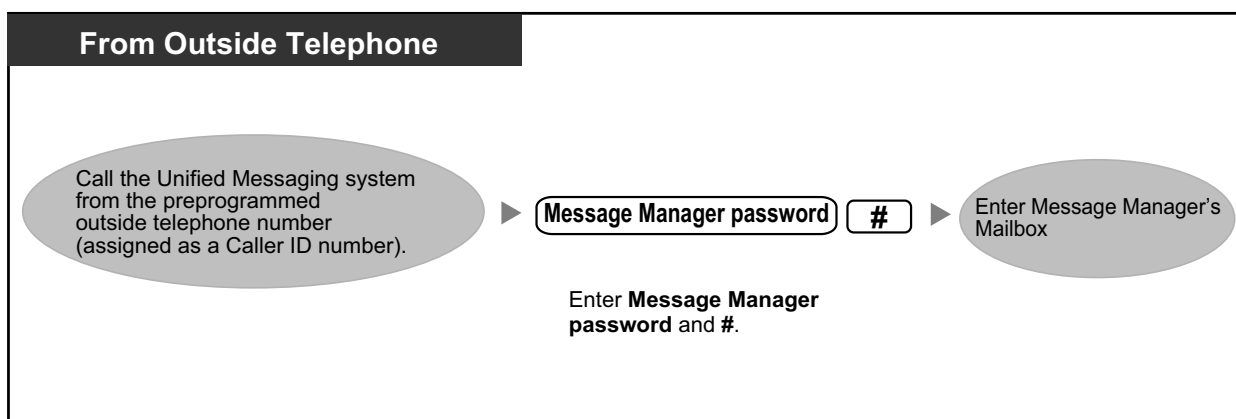 From Outside Telephone
Call the Unified Messaging system
from the preprogrammed
outside telephone number
(assigned as a Caller ID number).
Message Manager password #
Enter Message Manager
password and #.
Enter Message Manager's
Mailbox